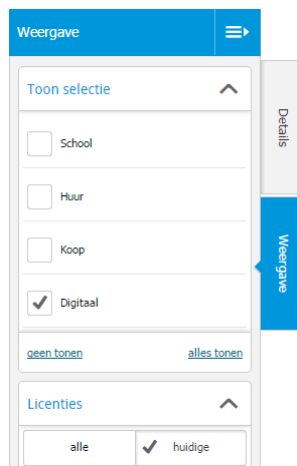 Weergave
Toon selectie
School
Huur
Koop
Digitaal
geen tonen alles tonen
Licenties
alle huidige
Details
Weergave